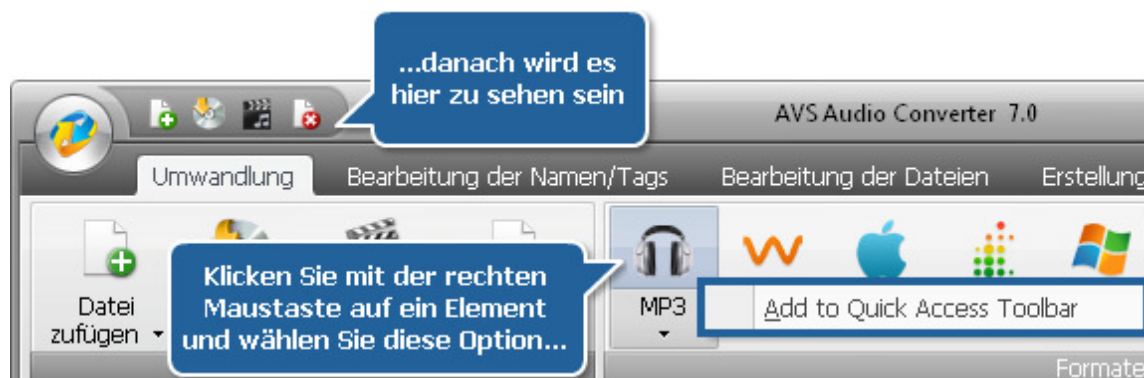 ...danach wird es
hier zu sehen sein
AVS Audio Converter 7.0
Umwandlung
Bearbeitung der Namen/Tags
Bearbeitung der Dateien
Erstellung
Klicken Sie mit der rechten
Maustaste auf ein Element
und wählen Sie diese Option...
Datei
zufügen
MP3
Add to Quick Access Toolbar
Formate